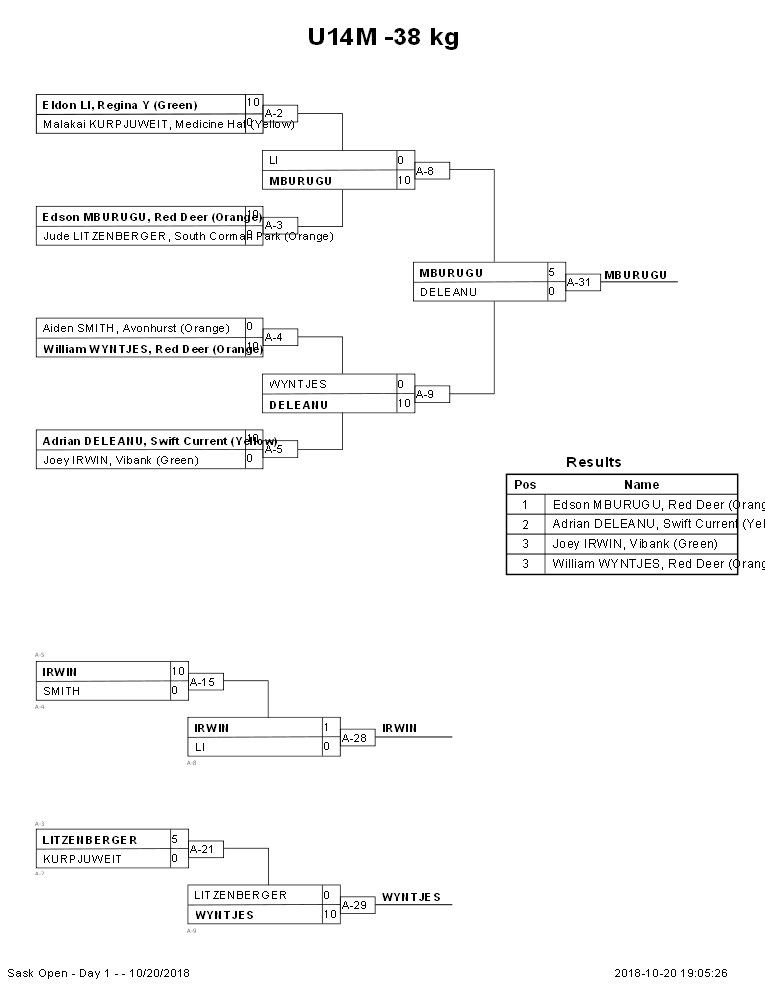 U14M -38 kg
Eldon LI, Regina Y (Green) 10
A-2
Malakai KURPJUWEIT, Medicine Hat (Yellow) 0
LI 0
A-8
MBURUGU 10
Edson MBURUGU, Red Deer (Orange) 10
A-3
Jude LITZENBERGER, South Corman Park (Orange) 0
MBURUGU 5
A-31 MBURUGU
DELEANU 0
Aiden SMITH, Avonhurst (Orange) 0
A-4
William WYNTJES, Red Deer (Orange) 10
WYNTJES 0
A-9
DELEANU 10
Adrian DELEANU, Swift Current (Yellow) 10
A-5
Joey IRWIN, Vibank (Green) 0
Results
Pos Name
1 Edson MBURUGU, Red Deer (Orang
2 Adrian DELEANU, Swift Current (Yel
3 Joey IRWIN, Vibank (Green)
3 William WYNTJES, Red Deer (Orang
A-5
IRWIN 10
A-15
SMITH 0
A-4
IRWIN 1
A-28 IRWIN
LI 0
A-8
A-3
LITZENBERGER 5
A-21
KURPJUWEIT 0
A-2
LITZENBERGER 0
A-29 WYNTJES
WYNTJES 10
A-9
Sask Open - Day 1 - - 10/20/2018 2018-10-20 19:05:26